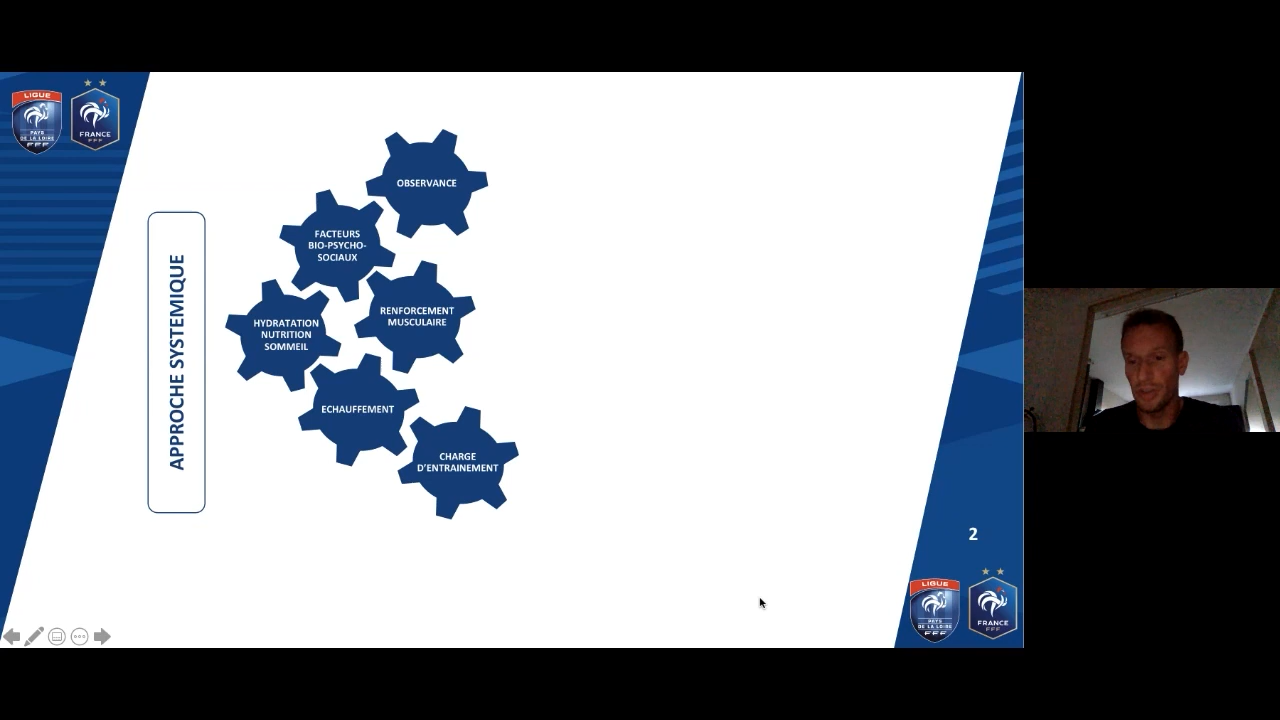 LIGUE
PAYS
DE LA LOIRE
FFF
FRANCE
FFF
APPROCHE SYSTEMIQUE
OBSERVANCE
FACTEURS
BIO-PSYCHO-
SOCIAUX
RENFORCEMENT
MUSCULAIRE
HYDRATATION
NUTRITION
SOMMEIL
ECHAUFFEMENT
CHARGE
D'ENTRAINEMENT
2
LIGUE
PAYS
DE LA LOIRE
FFF
FRANCE
FFF